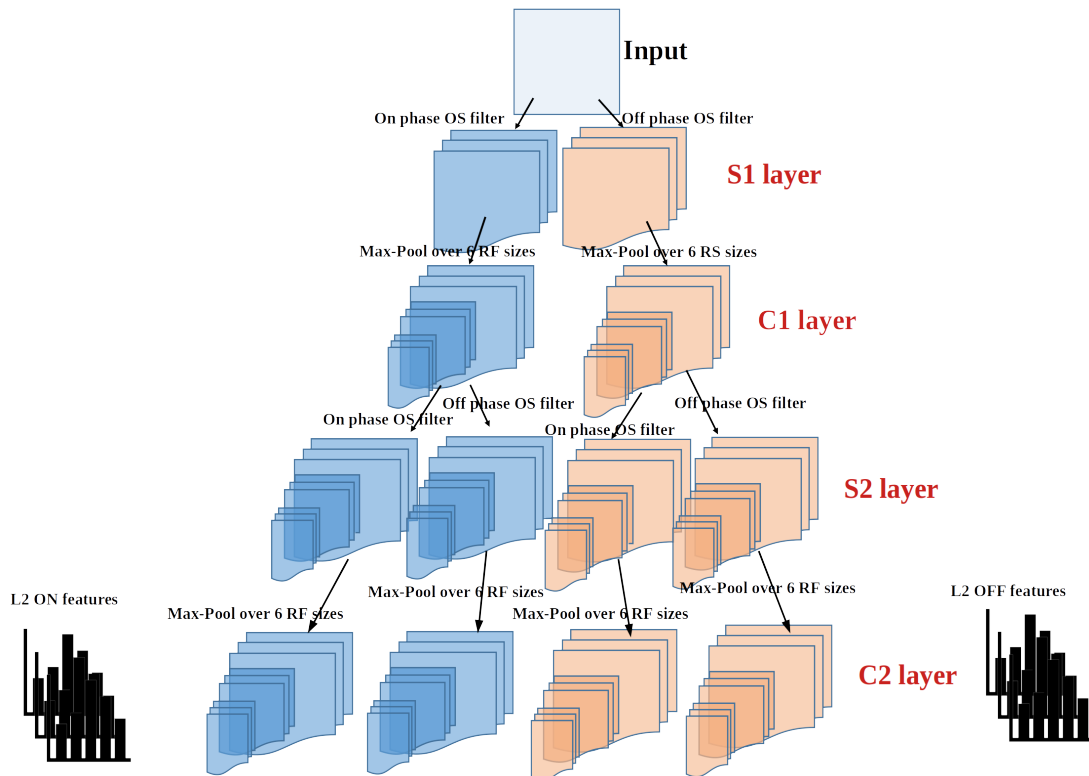 Input
On phase OS filter
Off phase OS filter
S1 layer
Max-Pool over 6 RF sizes
Max-Pool over 6 RS sizes
C1 layer
On phase OS filter
Off phase OS filter
On phase OS filter
Off phase OS filter
S2 layer
L2 ON features
Max-Pool over 6 RF sizes
Max-Pool over 6 RF sizes
Max-Pool over 6 RF sizes
Max-Pool over 6 RF sizes
L2 OFF features
C2 layer